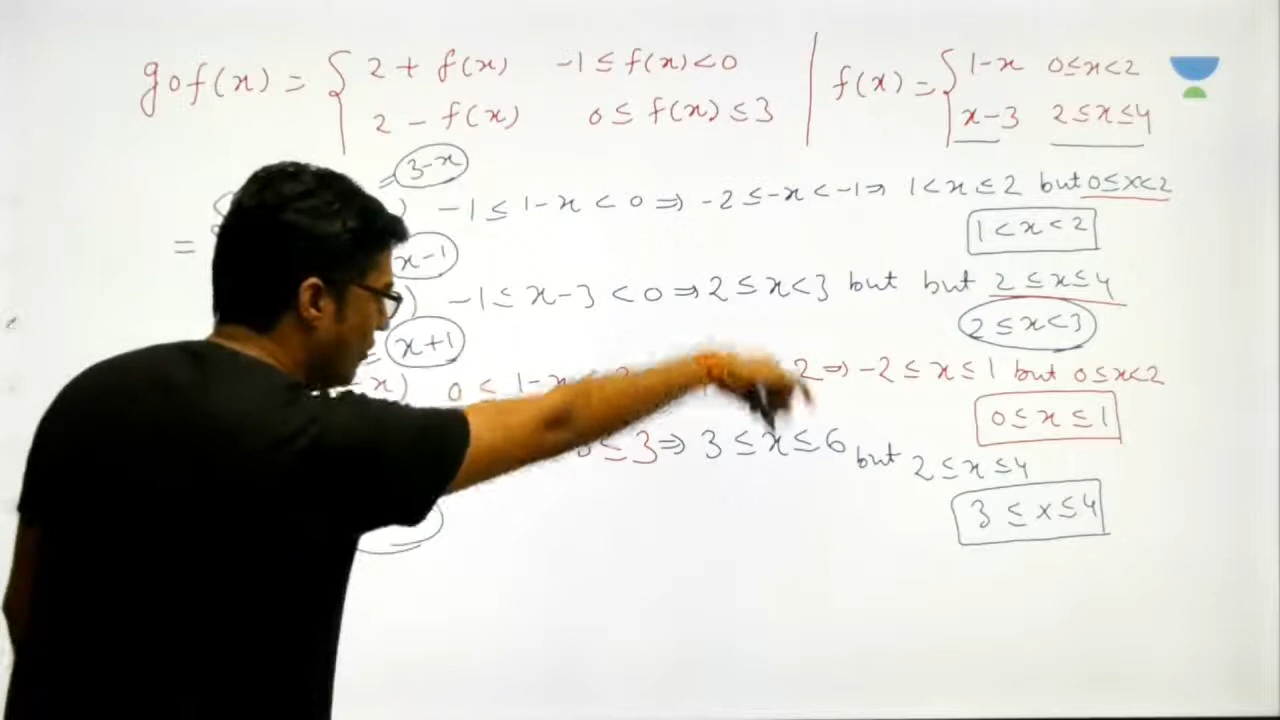 gof(x) = { 2 + f(x) -1 ≤ f(x) < 0
2 - f(x) 0 ≤ f(x) ≤ 3
f(x) = { 1-x 0≤x<2
x-3 2≤x≤4
= 3-x
) -1 ≤ 1-x < 0 ⇒ -2 ≤ -x < -1 ⇒ 1 < x ≤ 2 but 0≤x<2
1 < x < 2
=
x-1
) -1 ≤ x-3 < 0 ⇒ 2 ≤ x < 3 but but 2 ≤ x ≤ 4
2 ≤ x < 3
= x+1
x) 0 ≤ 1-x ≤ 2 ⇒ -2 ≤ x ≤ 1 but 0≤x<2
0 ≤ x ≤ 1
≤ 3 ⇒ 3 ≤ x ≤ 6 but 2 ≤ x ≤ 4
3 ≤ x ≤ 4